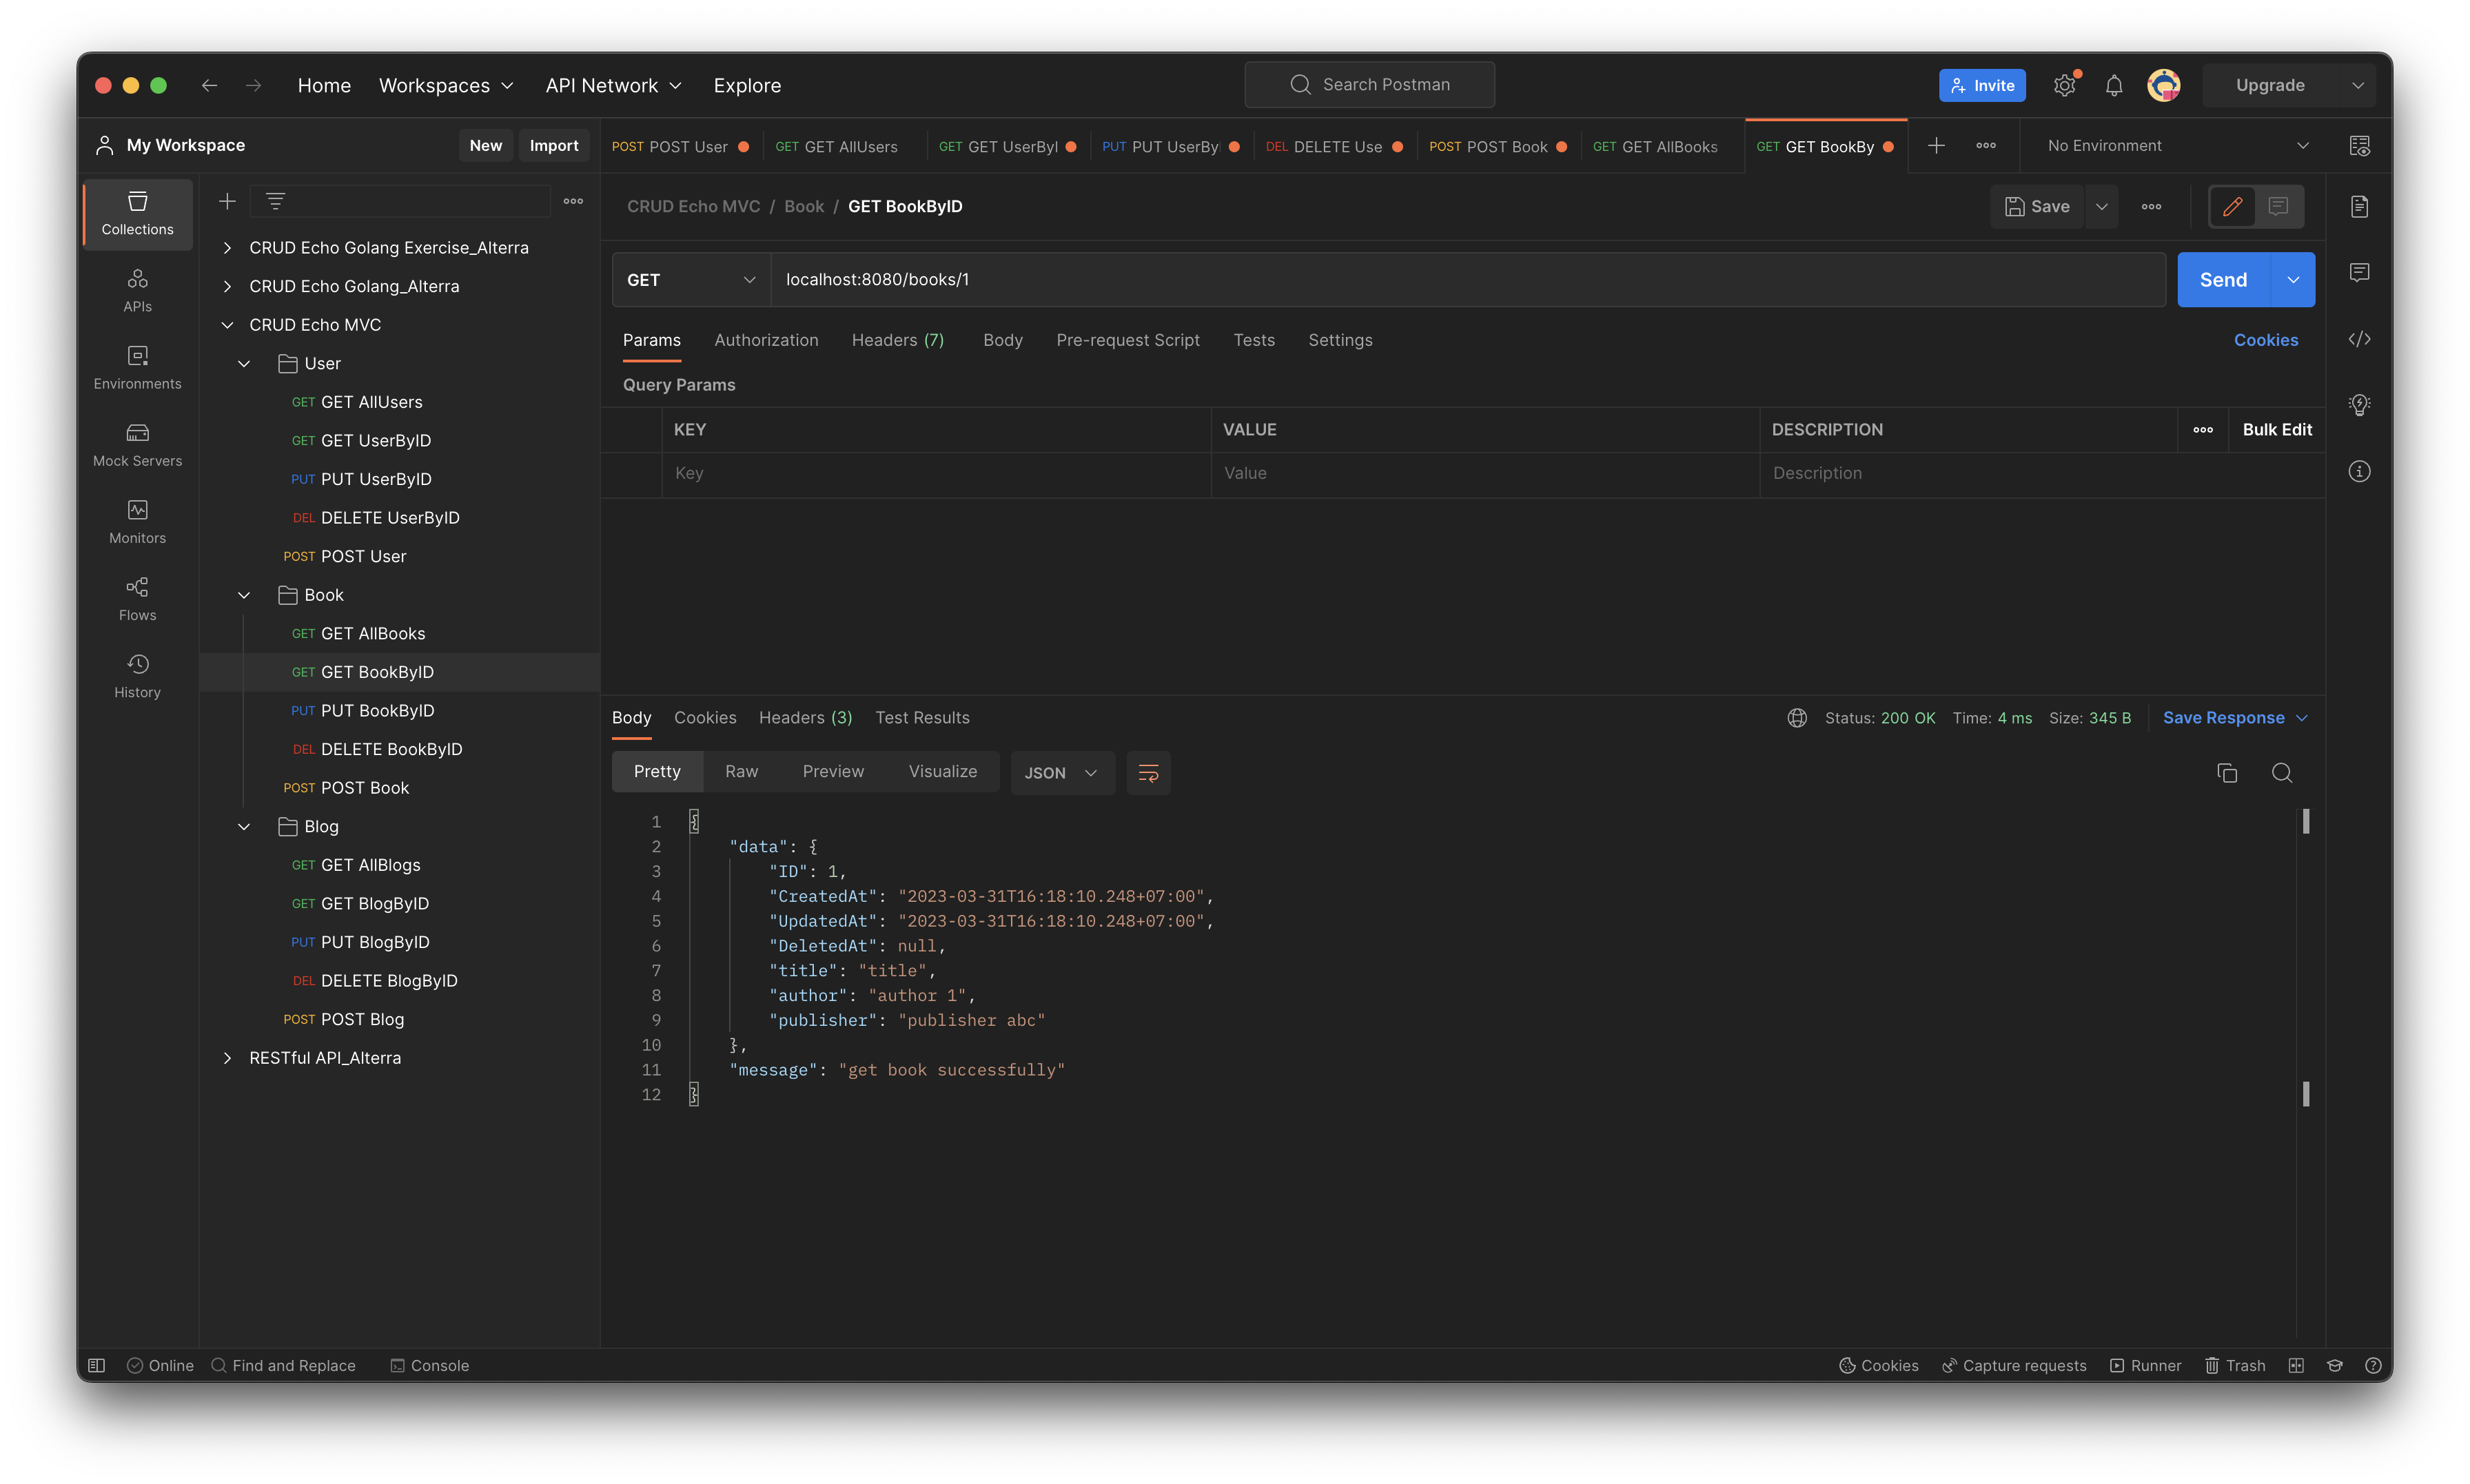 Home Workspaces API Network Explore Search Postman Invite Upgrade
My Workspace New Import POST POST User GET GET AllUsers GET GET UserByI PUT PUT UserBy DEL DELETE Use POST POST Book GET GET AllBooks GET GET BookBy No Environment
Collections
APIs
Environments
Mock Servers
Monitors
Flows
History
CRUD Echo Golang Exercise_Alterra
CRUD Echo Golang_Alterra
CRUD Echo MVC
User
GET GET AllUsers
GET GET UserByID
PUT PUT UserByID
DEL DELETE UserByID
POST POST User
Book
GET GET AllBooks
GET GET BookByID
PUT PUT BookByID
DEL DELETE BookByID
POST POST Book
Blog
GET GET AllBlogs
GET GET BlogByID
PUT PUT BlogByID
DEL DELETE BlogByID
POST POST Blog
RESTful API_Alterra
CRUD Echo MVC / Book / GET BookByID Save
GET localhost:8080/books/1 Send
Params Authorization Headers (7) Body Pre-request Script Tests Settings Cookies
Query Params
KEY VALUE DESCRIPTION Bulk Edit
Key Value Description
Body Cookies Headers (3) Test Results Status: 200 OK Time: 4 ms Size: 345 B Save Response
Pretty Raw Preview Visualize JSON
1 {
2 "data": {
3 "ID": 1,
4 "CreatedAt": "2023-03-31T16:18:10.248+07:00",
5 "UpdatedAt": "2023-03-31T16:18:10.248+07:00",
6 "DeletedAt": null,
7 "title": "title",
8 "author": "author 1",
9 "publisher": "publisher abc"
10 },
11 "message": "get book successfully"
12 }
Online Find and Replace Console Cookies Capture requests Runner Trash